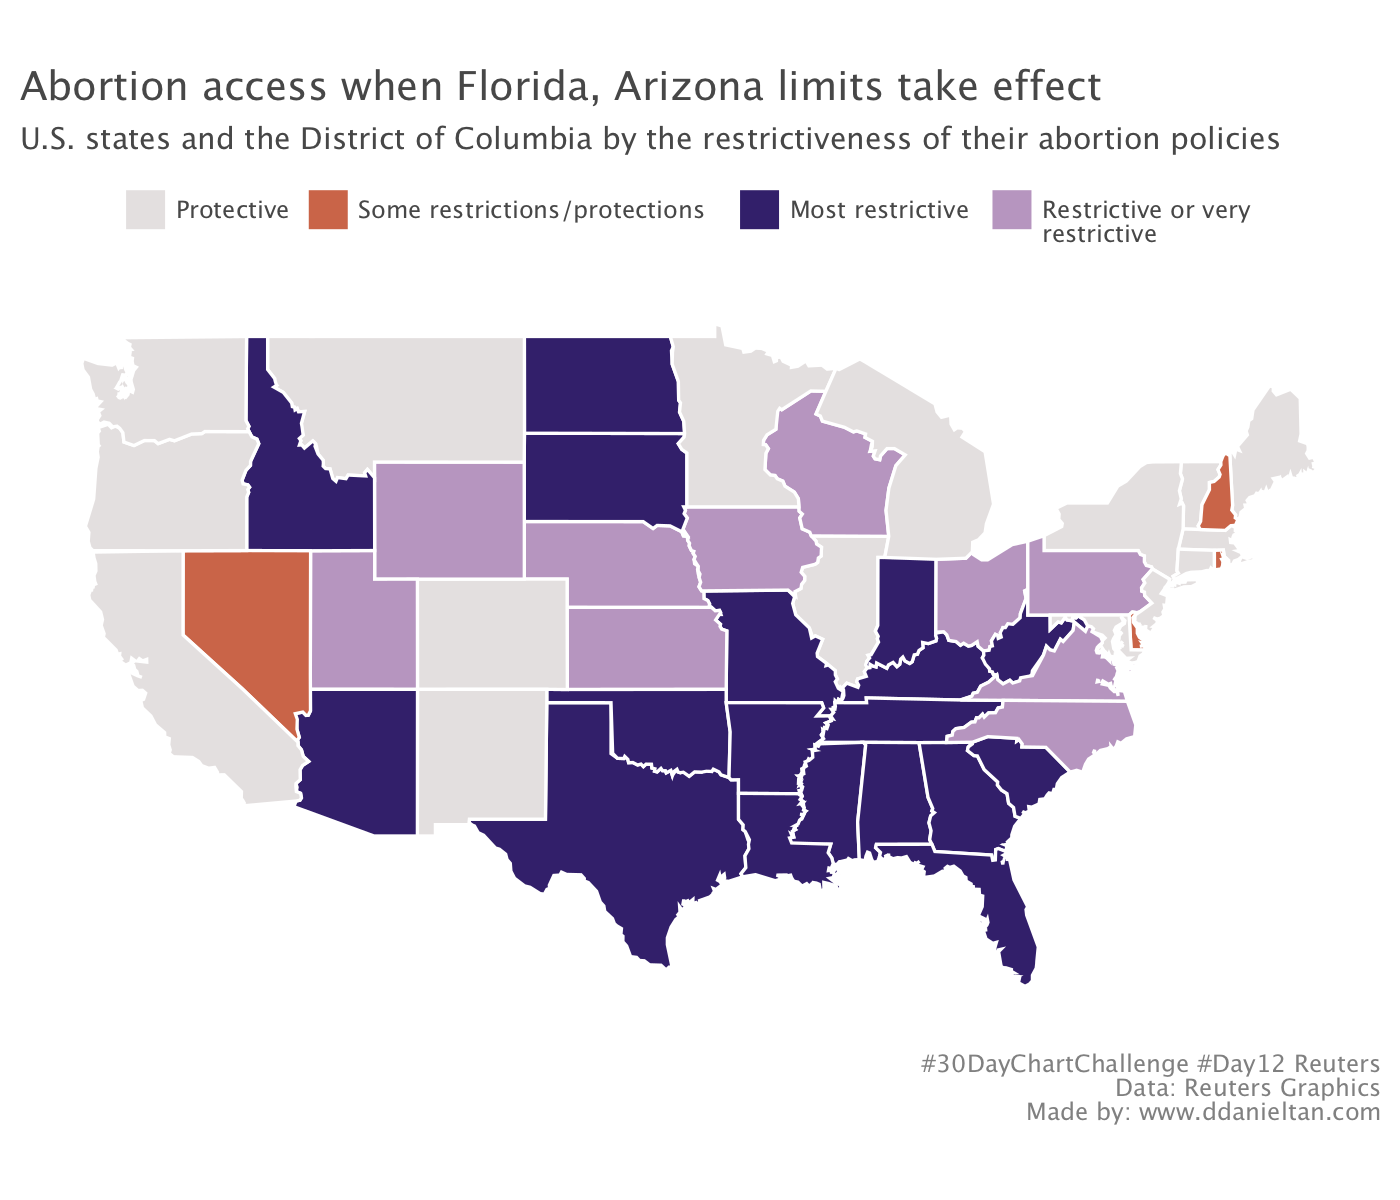 Abortion access when Florida, Arizona limits take effect
U.S. states and the District of Columbia by the restrictiveness of their abortion policies
Protective
Some restrictions/protections
Most restrictive
Restrictive or very
restrictive
#30DayChartChallenge #Day12 Reuters
Data: Reuters Graphics
Made by: www.ddanieltan.com